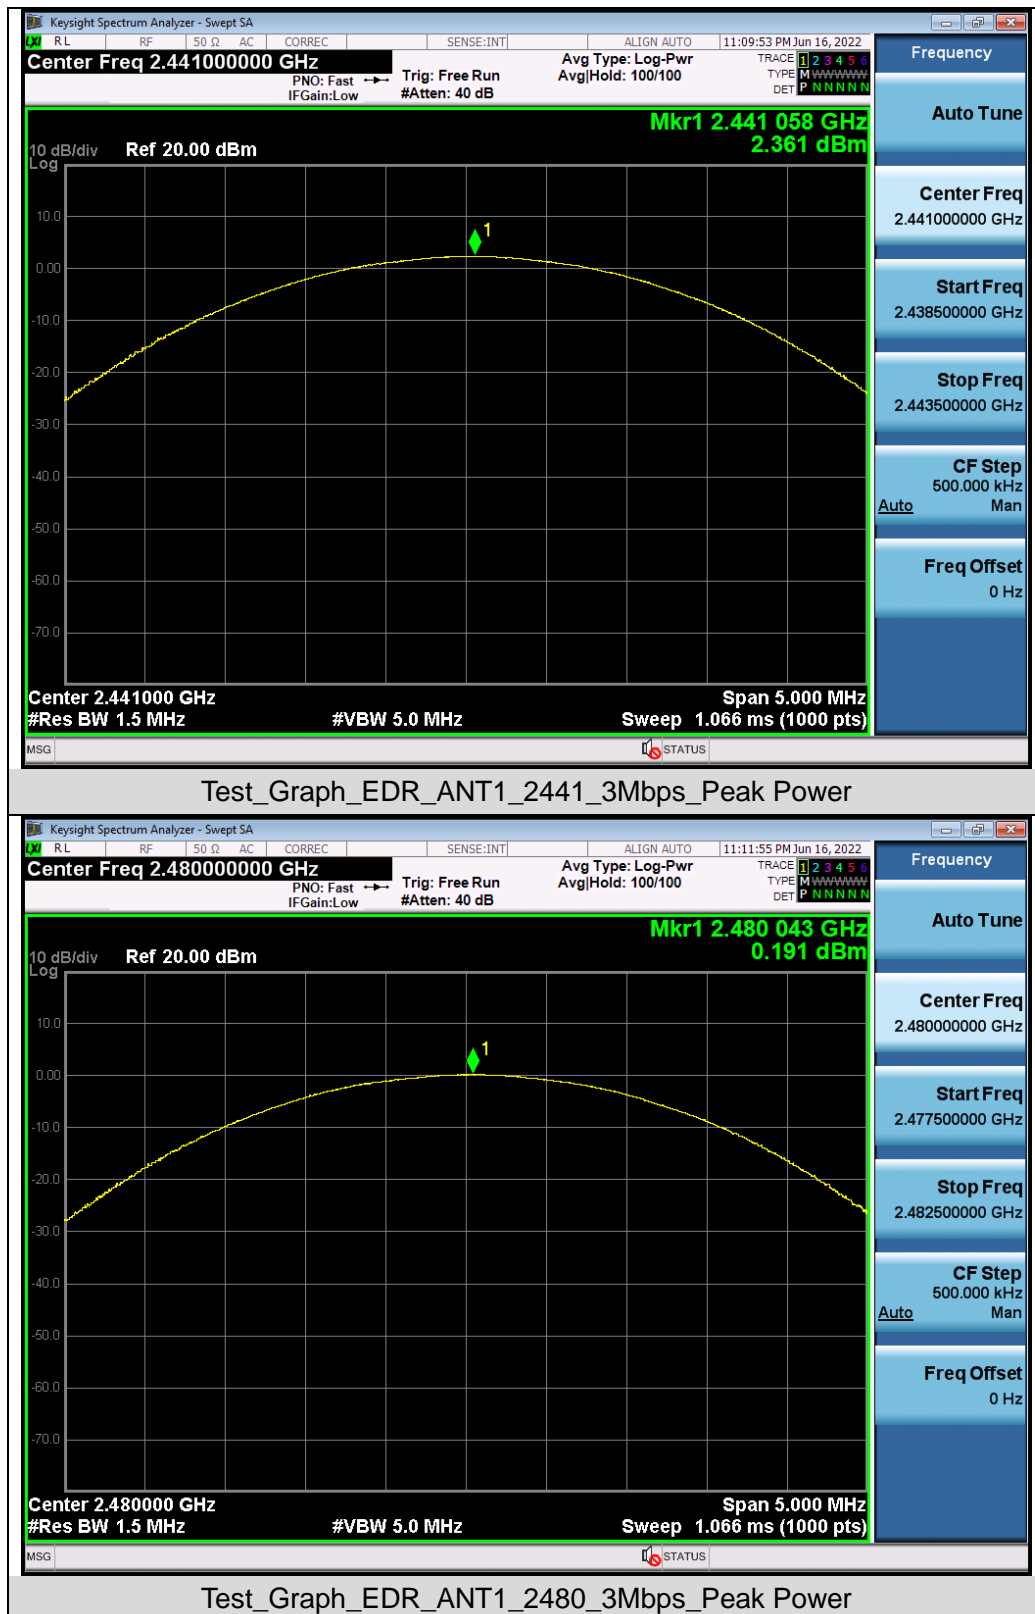 Keysight Spectrum Analyzer - Swept SA
LXI RL RF 50 Ω AC CORREC SENSE:INT ALIGN AUTO 11:09:53 PM Jun 16, 2022
Center Freq 2.441000000 GHz
PNO: Fast
IFGain:Low
Trig: Free Run
#Atten: 40 dB
Avg Type: Log-Pwr
Avg|Hold: 100/100
TRACE 1 2 3 4 5 6
TYPE M WWWWW
DET P N N N N N
Mkr1 2.441 058 GHz
2.361 dBm
10 dB/div Ref 20.00 dBm
Log
10.0
1
0.00
-10.0
-20.0
-30.0
-40.0
-50.0
-60.0
-70.0
Center 2.441000 GHz Span 5.000 MHz
#Res BW 1.5 MHz #VBW 5.0 MHz Sweep 1.066 ms (1000 pts)
MSG STATUS
Frequency
Auto Tune
Center Freq
2.441000000 GHz
Start Freq
2.438500000 GHz
Stop Freq
2.443500000 GHz
CF Step
500.000 kHz
Auto Man
Freq Offset
0 Hz
Test_Graph_EDR_ANT1_2441_3Mbps_Peak Power
Keysight Spectrum Analyzer - Swept SA
LXI RL RF 50 Ω AC CORREC SENSE:INT ALIGN AUTO 11:11:55 PM Jun 16, 2022
Center Freq 2.480000000 GHz
PNO: Fast
IFGain:Low
Trig: Free Run
#Atten: 40 dB
Avg Type: Log-Pwr
Avg|Hold: 100/100
TRACE 1 2 3 4 5 6
TYPE M WWWWW
DET P N N N N N
Mkr1 2.480 043 GHz
0.191 dBm
10 dB/div Ref 20.00 dBm
Log
10.0
1
0.00
-10.0
-20.0
-30.0
-40.0
-50.0
-60.0
-70.0
Center 2.480000 GHz Span 5.000 MHz
#Res BW 1.5 MHz #VBW 5.0 MHz Sweep 1.066 ms (1000 pts)
MSG STATUS
Frequency
Auto Tune
Center Freq
2.480000000 GHz
Start Freq
2.477500000 GHz
Stop Freq
2.482500000 GHz
CF Step
500.000 kHz
Auto Man
Freq Offset
0 Hz
Test_Graph_EDR_ANT1_2480_3Mbps_Peak Power